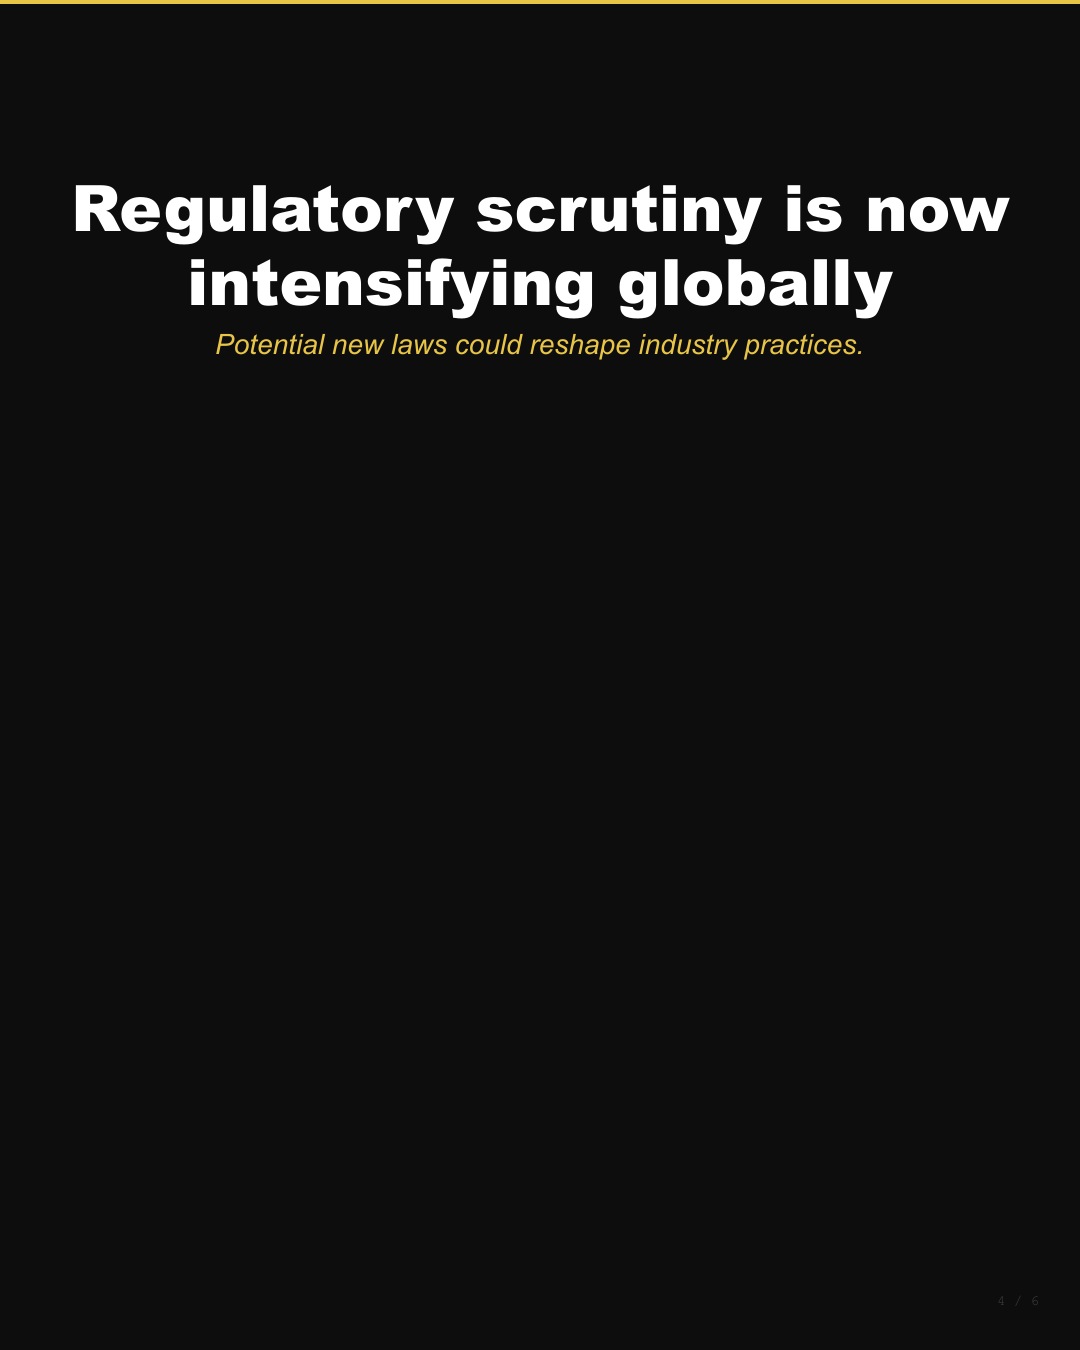 Regulatory scrutiny is now
intensifying globally
Potential new laws could reshape industry practices.
4 / 6